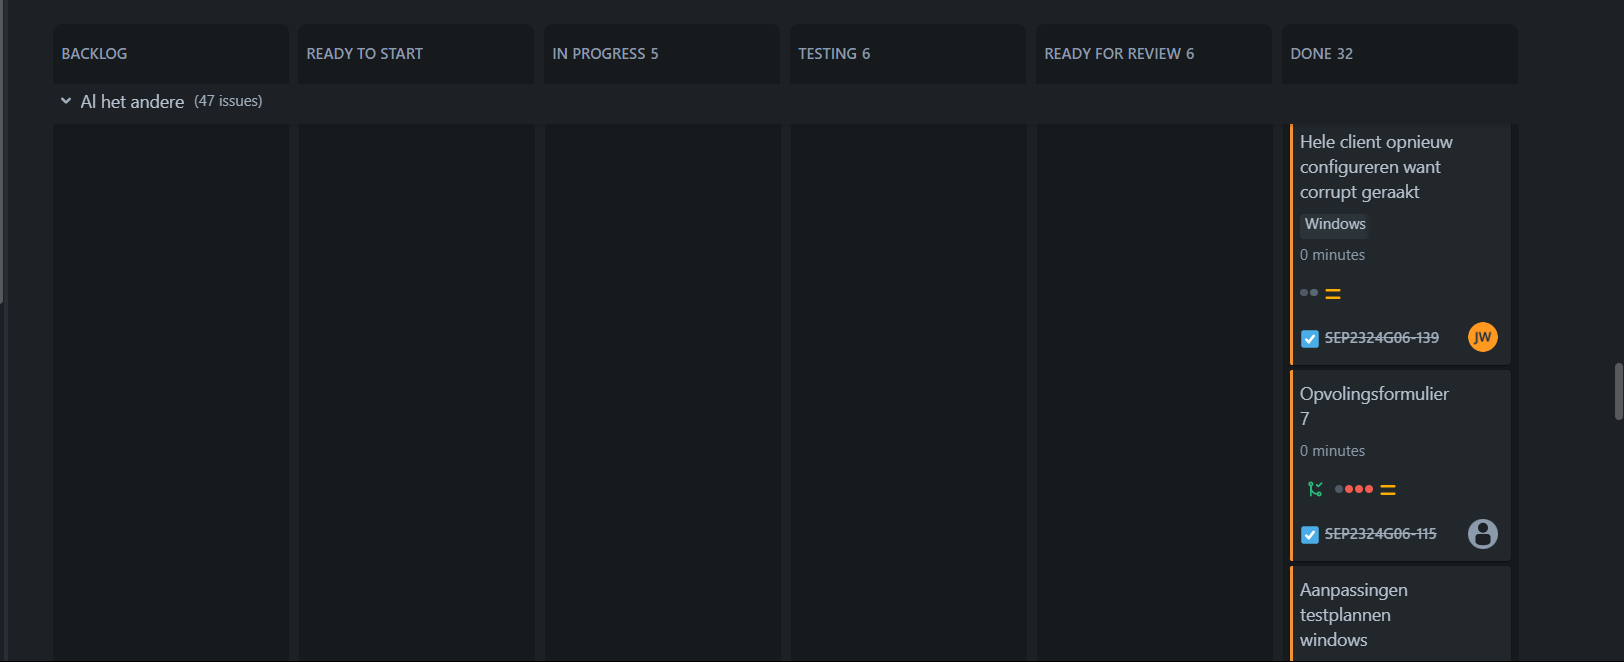 BACKLOG
READY TO START
IN PROGRESS 5
TESTING 6
READY FOR REVIEW 6
DONE 32
Al het andere (47 issues)
Hele client opnieuw
configureren want
corrupt geraakt
Windows
0 minutes
SEP2324G06-139
JW
Opvolingsformulier
7
0 minutes
SEP2324G06-115
Aanpassingen
testplannen
windows